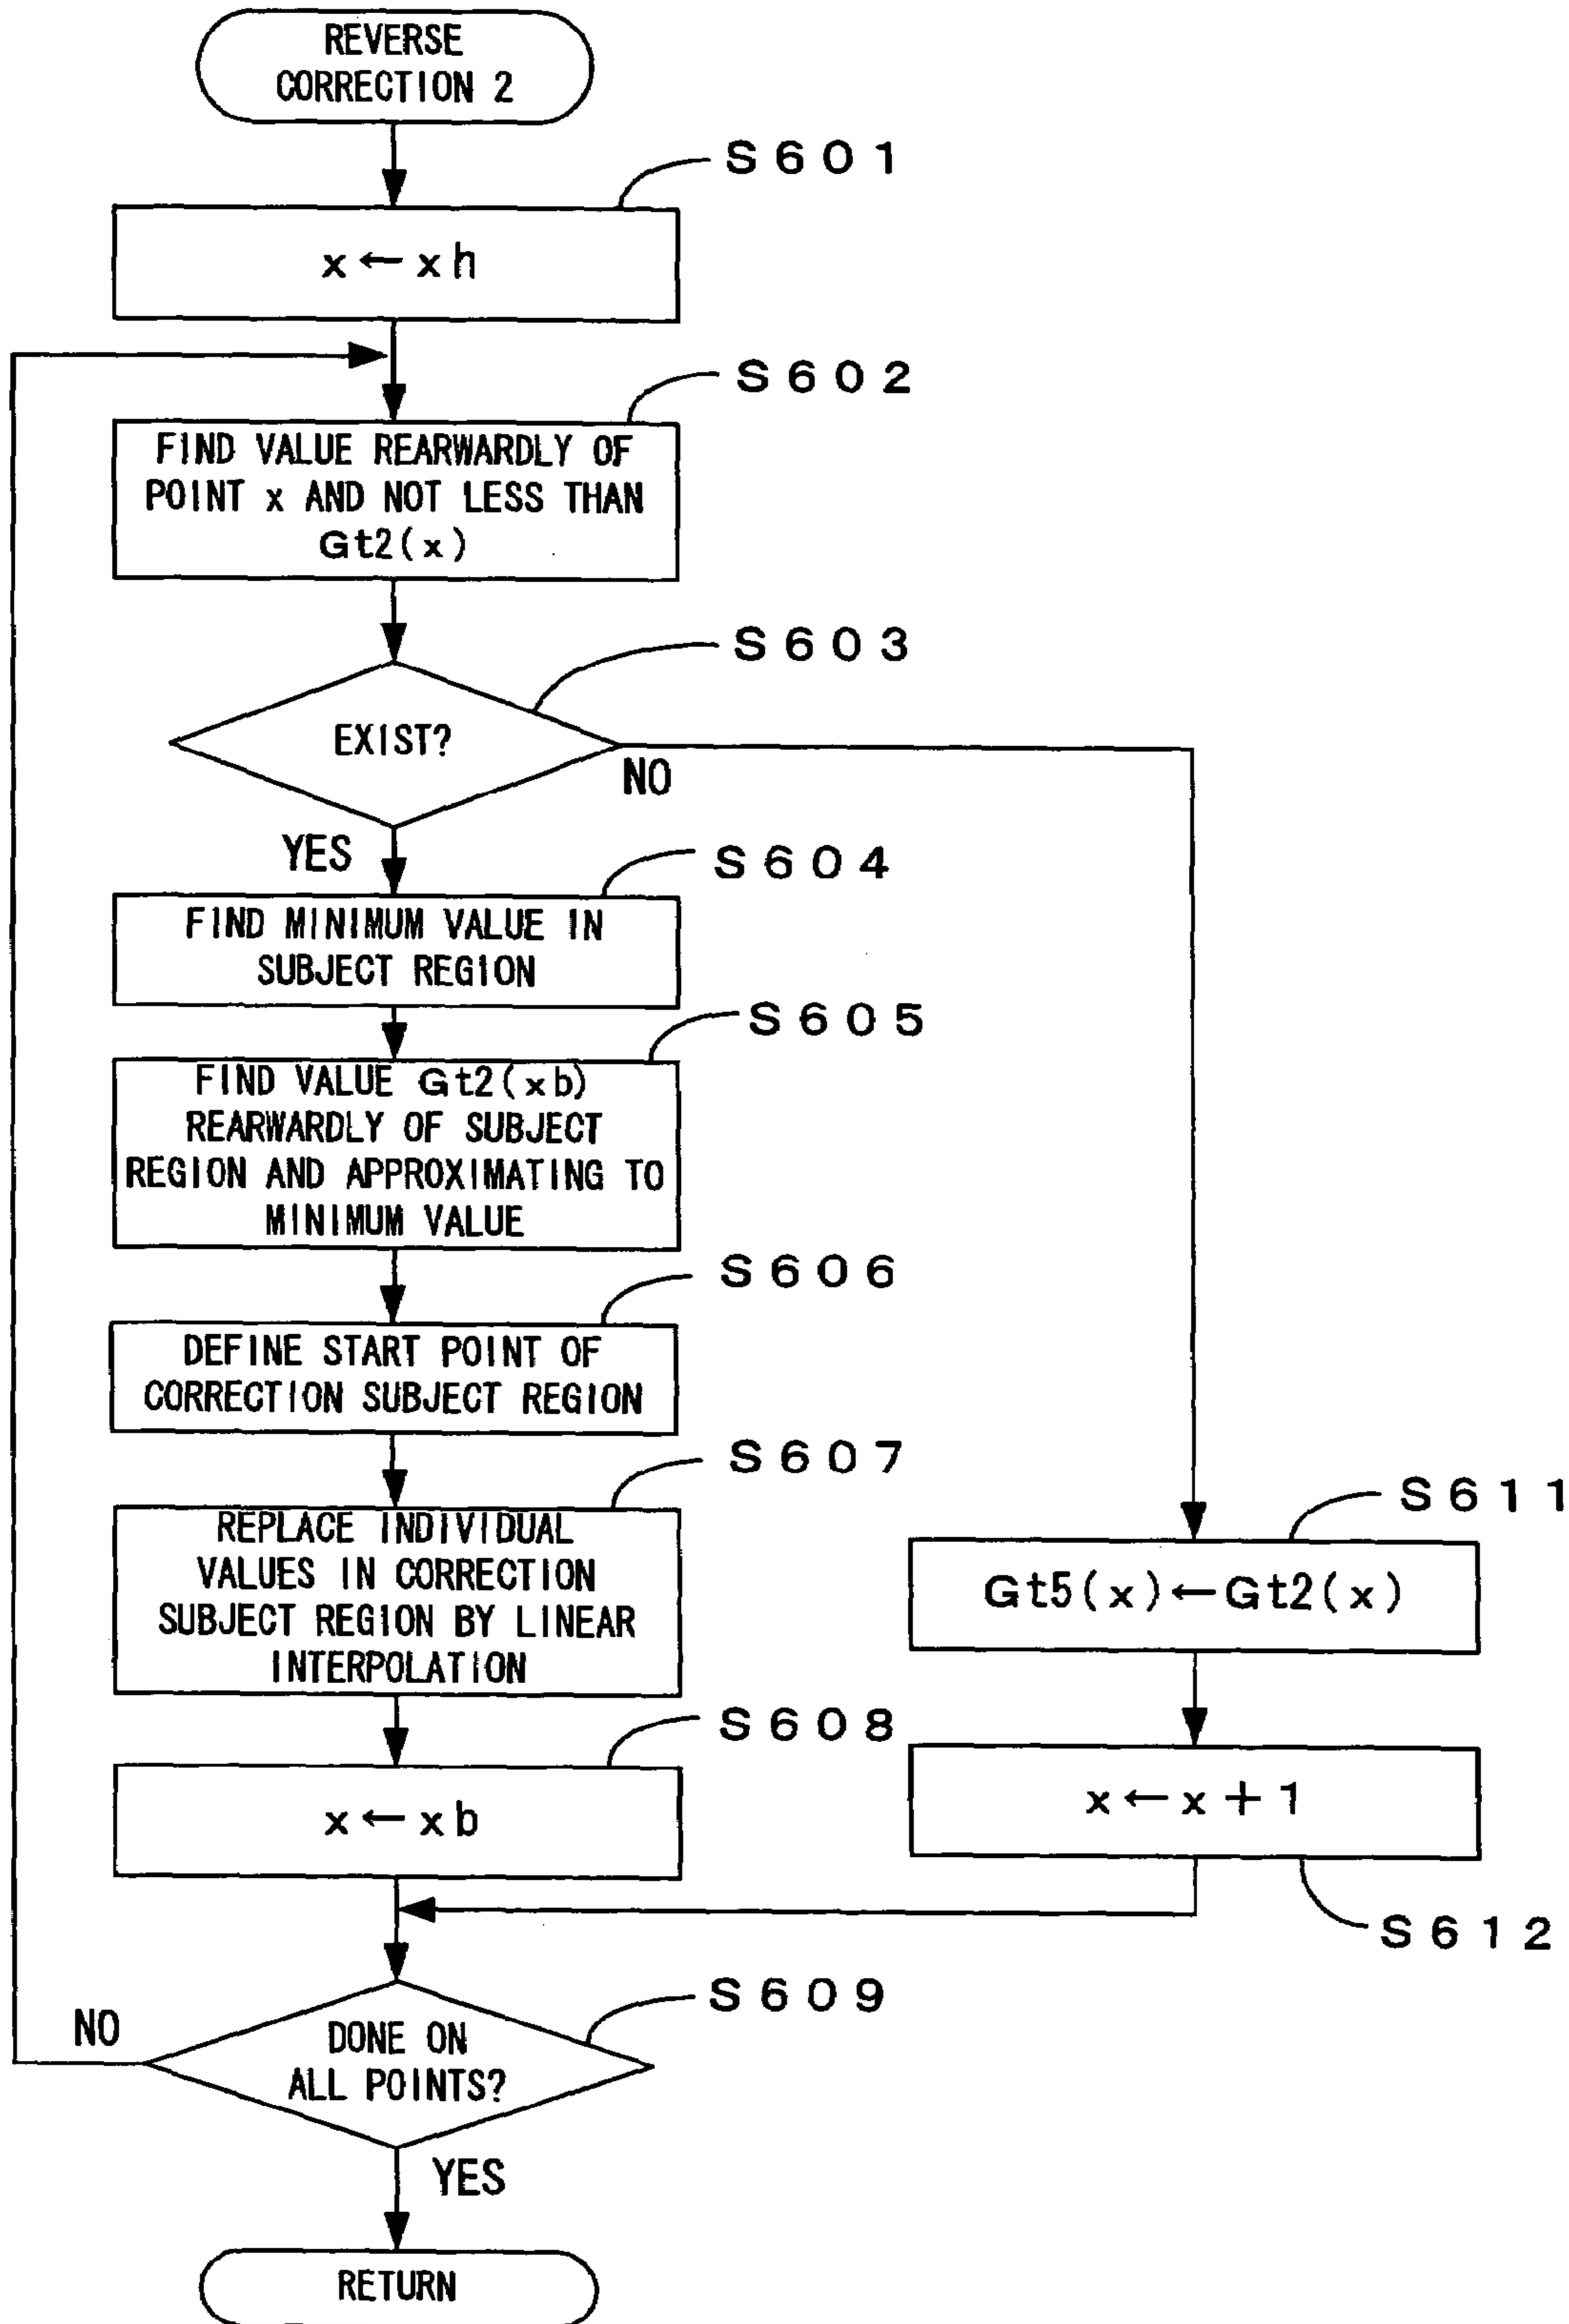 REVERSE
CORRECTION 2
S601
x ← xh
S602
FIND VALUE REARWARDLY OF
POINT x AND NOT LESS THAN
Gt2(x)
S603
EXIST?
NO
YES
S604
FIND MINIMUM VALUE IN
SUBJECT REGION
S605
FIND VALUE Gt2(xb)
REARWARDLY OF SUBJECT
REGION AND APPROXIMATING TO
MINIMUM VALUE
S606
DEFINE START POINT OF
CORRECTION SUBJECT REGION
S607
REPLACE INDIVIDUAL
VALUES IN CORRECTION
SUBJECT REGION BY LINEAR
INTERPOLATION
S611
Gt5(x)←Gt2(x)
S608
x ← xb
x ← x + 1
S612
S609
NO
DONE ON
ALL POINTS?
YES
RETURN